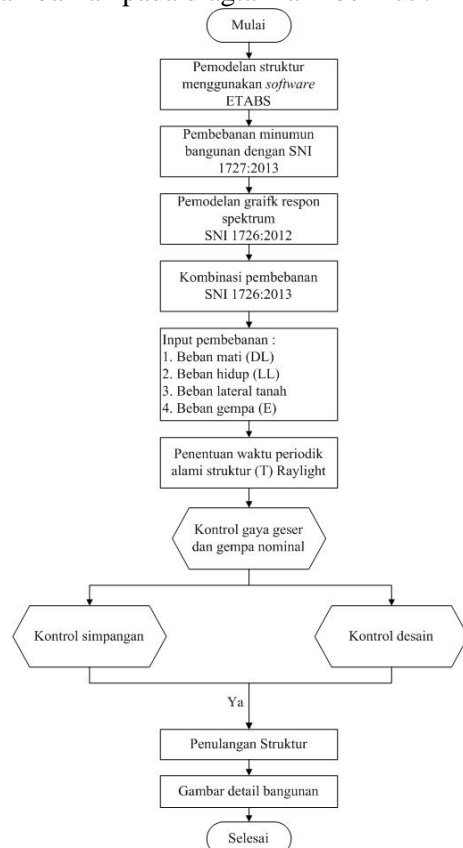 Mulai
Pemodelan struktur
menggunakan software
ETABS
Pembebanan minumun
bangunan dengan SNI
1727:2013
Pemodelan graifk respon
spektrum
SNI 1726:2012
Kombinasi pembebanan
SNI 1726:2013
Input pembebanan :
1. Beban mati (DL)
2. Beban hidup (LL)
3. Beban lateral tanah
4. Beban gempa (E)
Penentuan waktu periodik
alami struktur (T) Raylight
Kontrol gaya geser
dan gempa nominal
Kontrol simpangan
Kontrol desain
Ya
Penulangan Struktur
Gambar detail bangunan
Selesai